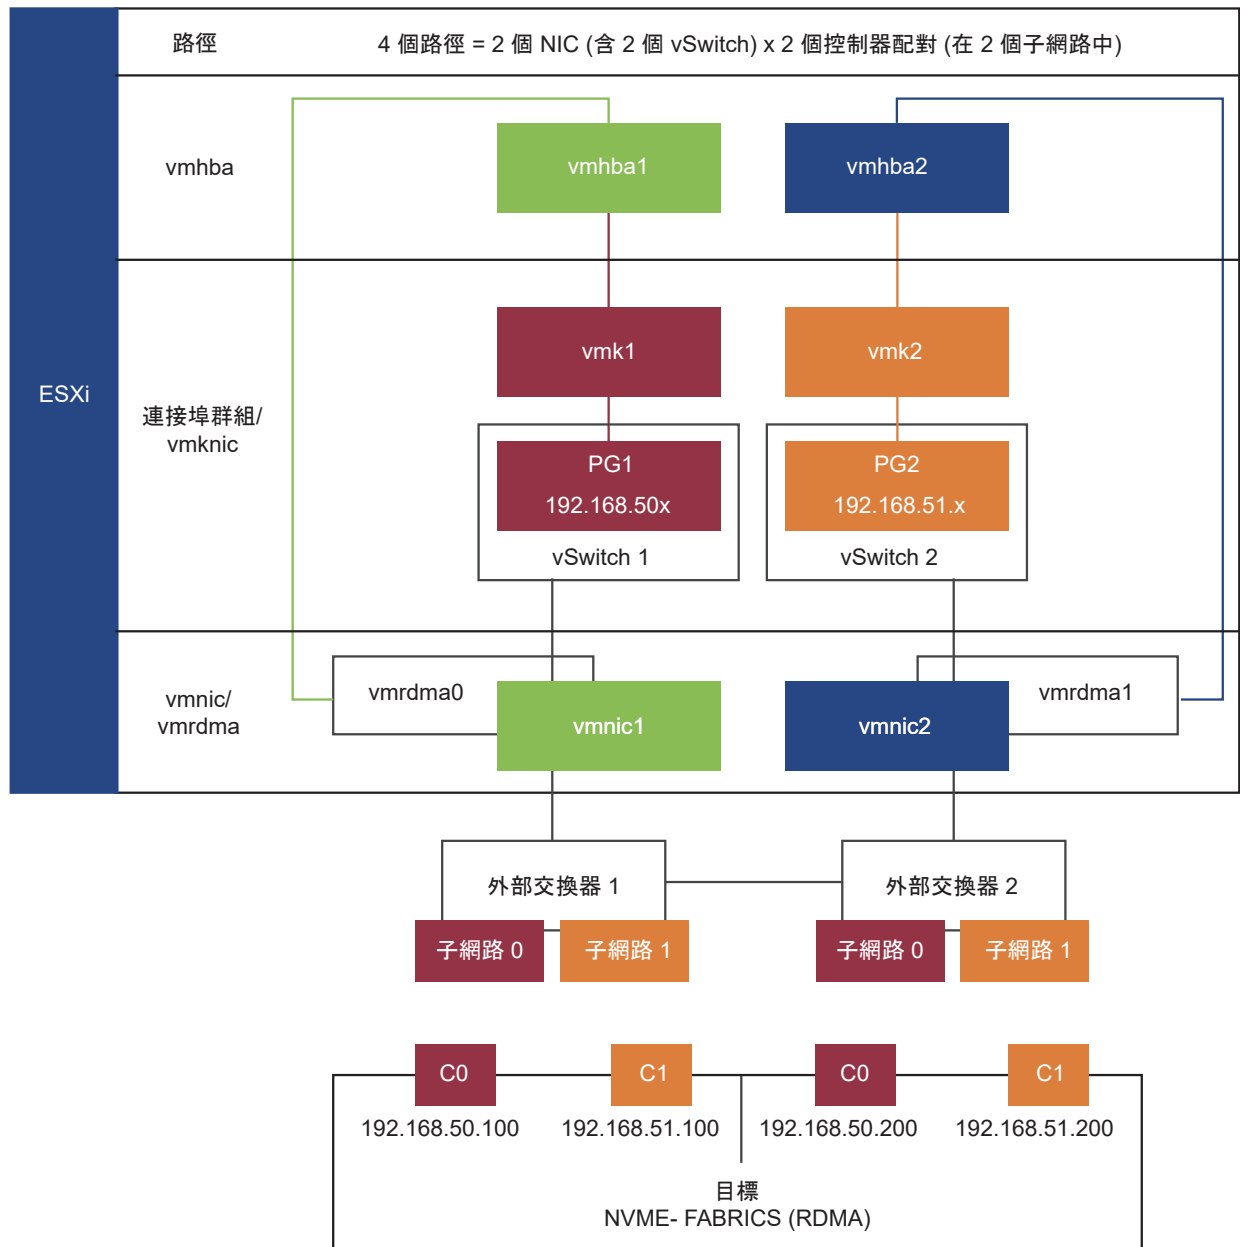 路徑
4 個路徑 = 2 個 NIC (含 2 個 vSwitch) x 2 個控制器配對 (在 2 個子網路中)
vmhba
vmhba1
vmhba2
ESXi
連接埠群組/
vmknic
vmk1
vmk2
PG1
192.168.50x
vSwitch 1
PG2
192.168.51.x
vSwitch 2
vmnic/
vmrdma
vmrdma0
vmnic1
vmnic2
vmrdma1
外部交換器 1
外部交換器 2
子網路 0
子網路 1
子網路 0
子網路 1
C0
C1
C0
C1
192.168.50.100
192.168.51.100
192.168.50.200
192.168.51.200
目標
NVME- FABRICS (RDMA)